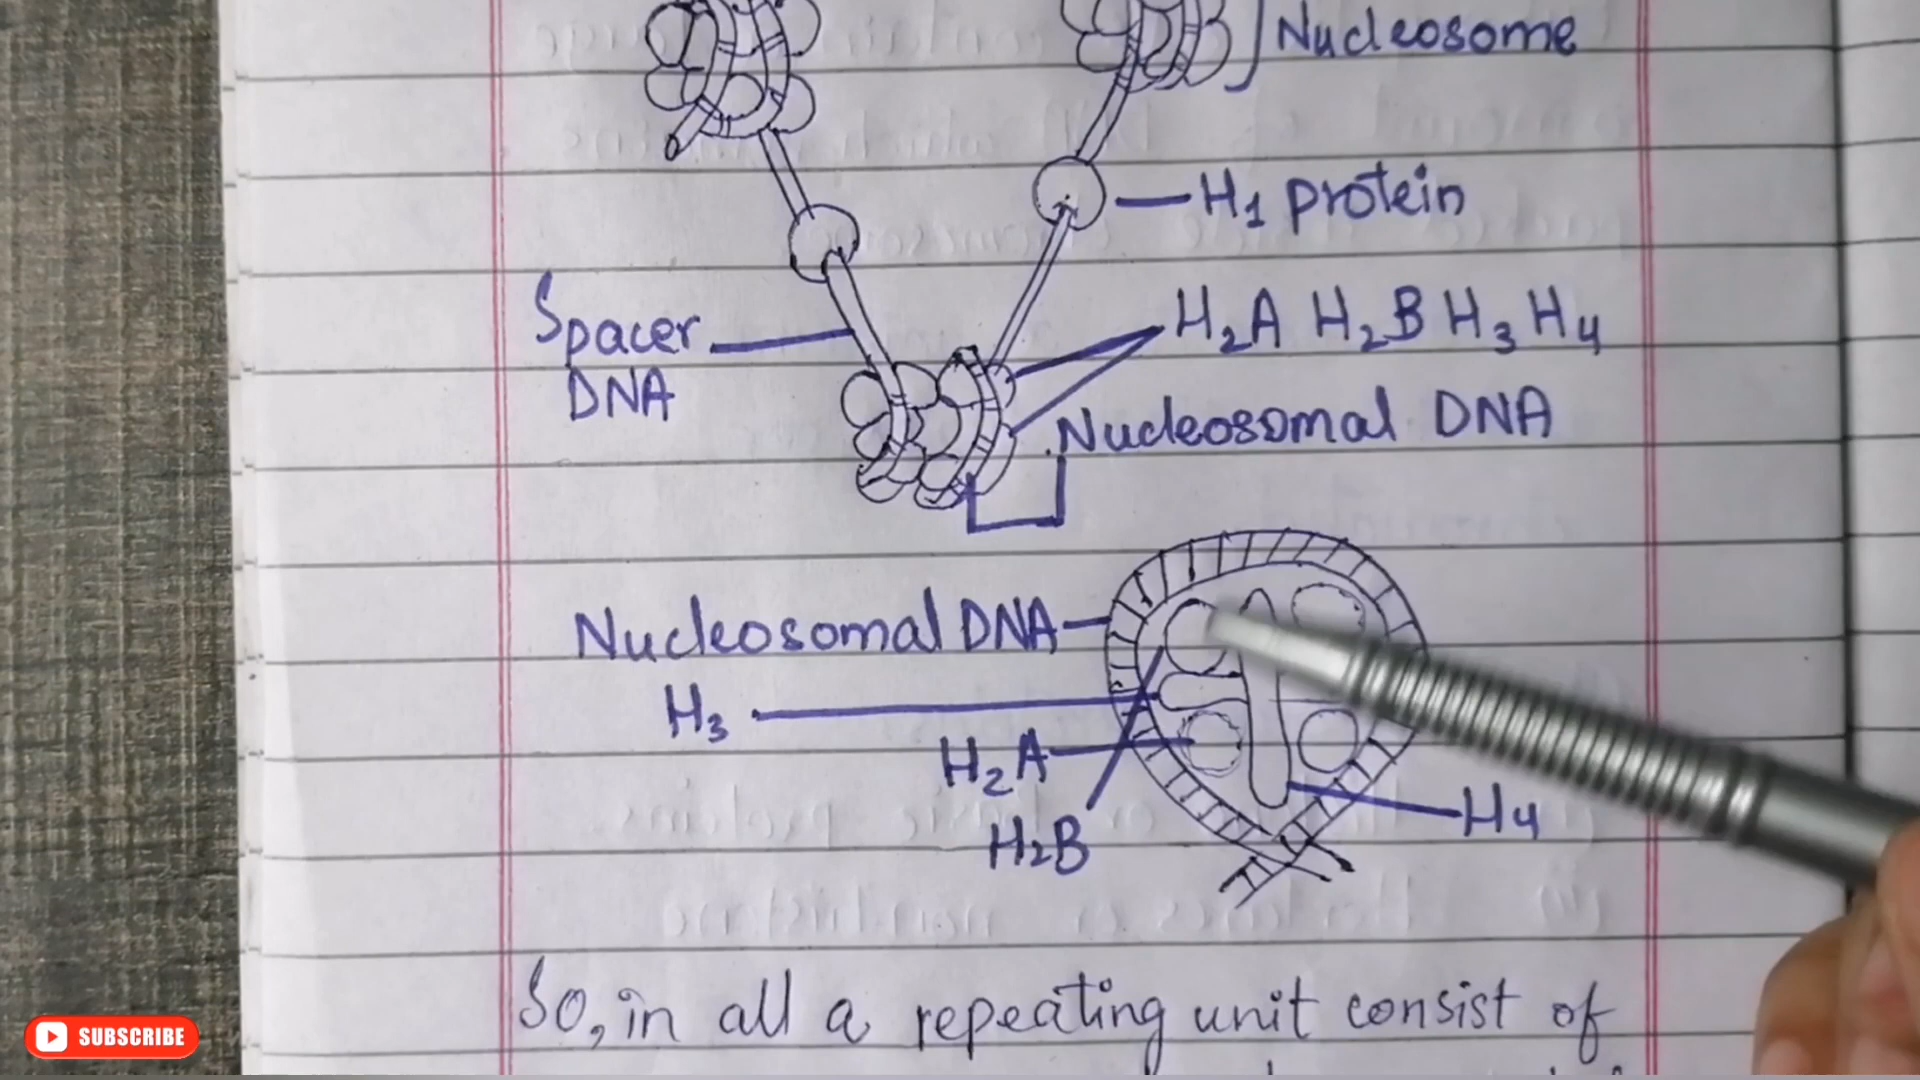 Nucleosome
H1 protein
Spacer
DNA
H2A H2B H3 H4
Nucleosomal DNA
Nucleosomal DNA
H3
H2A
H2B
H4
So, in all a repeating unit consist of
SUBSCRIBE